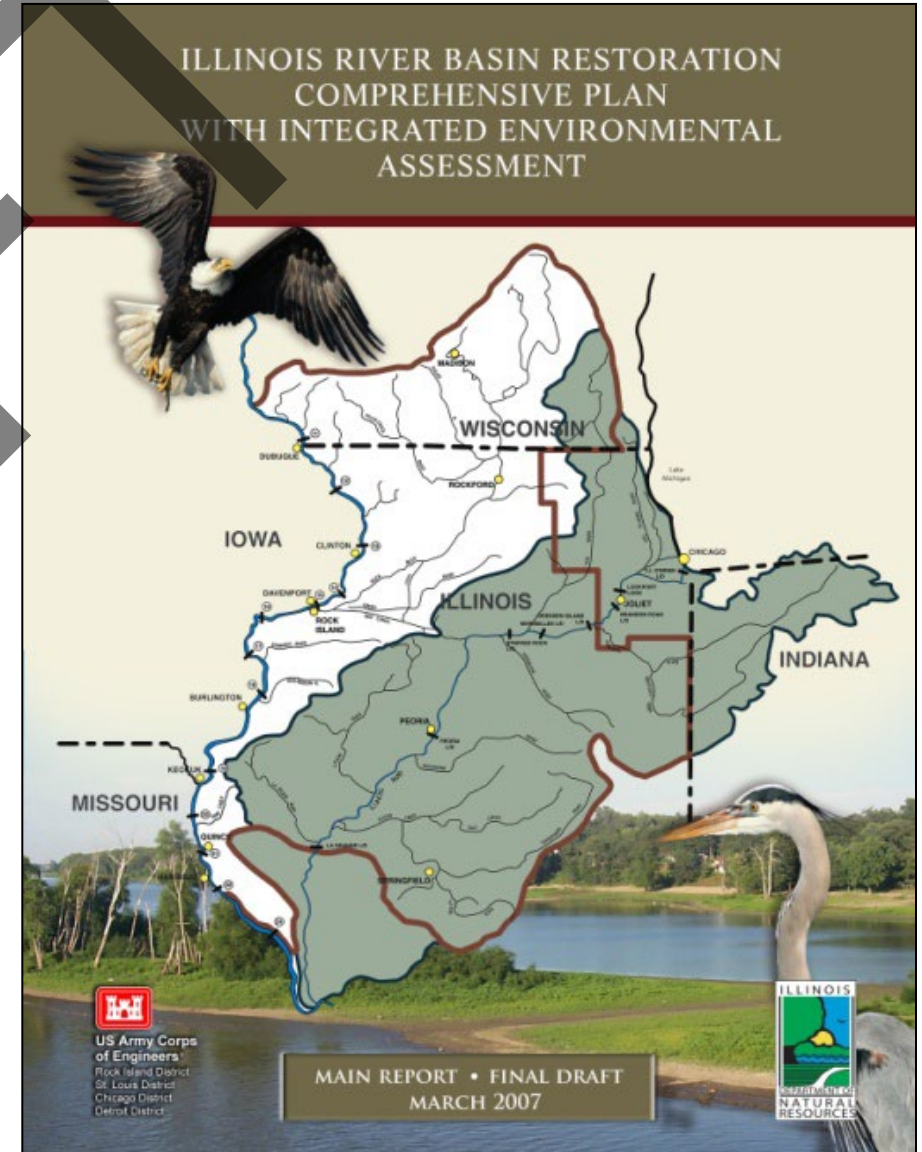 ILLINOIS RIVER BASIN RESTORATION
COMPREHENSIVE PLAN
WITH INTEGRATED ENVIRONMENTAL
ASSESSMENT
MADISON
WISCONSIN
DUBUQUE
ROCKFORD
Lake
Michigan
IOWA
CLINTON
CHICAGO
DAVENPORT
ILLINOIS
JOLIET
ROCK
ISLAND
INDIANA
BURLINGTON
PEORIA
KEOKUK
MISSOURI
QUINCY
SPRINGFIELD
US Army Corps
of Engineers
Rock Island District
St. Louis District
Chicago District
Detroit District
MAIN REPORT • FINAL DRAFT
MARCH 2007
ILLINOIS
DEPARTMENT OF
NATURAL
RESOURCES